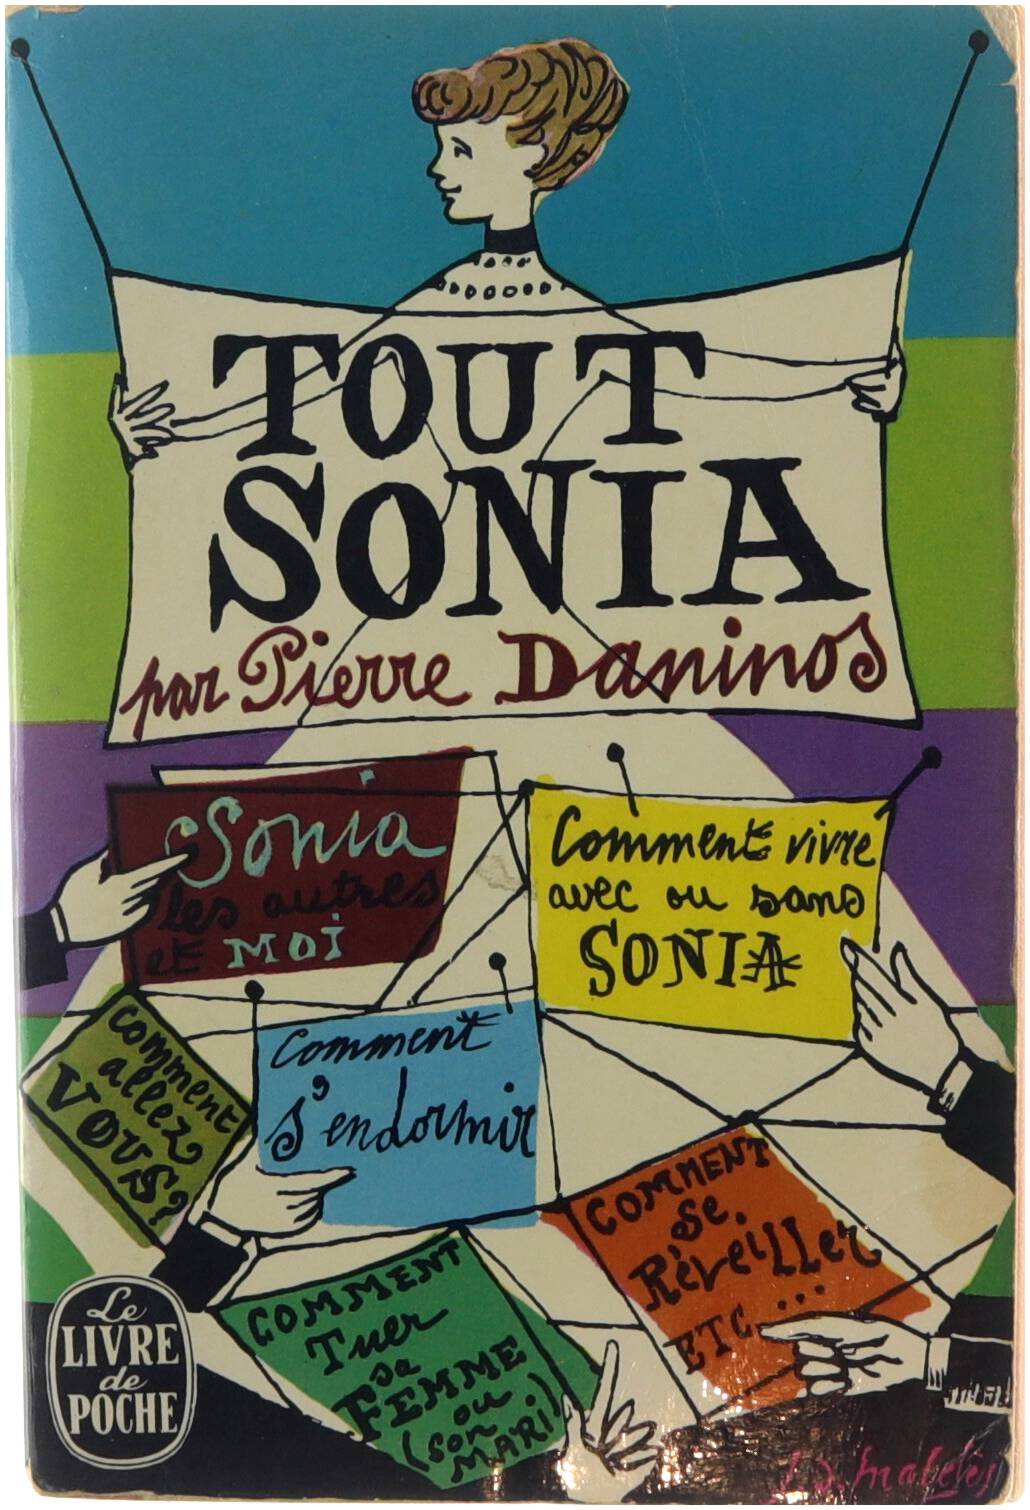 TOUT
SONIA
par Pierre Daninos
Sonia
les autres
et MOI
Comment vivre
avec ou sans
SONIA
comment
allez
VOUS?
comment
s'endormir
COMMENT
se
Réveiller
ETC...
COMMENT
Tuer
sa
FEMME
(ou
son
MARI)
Le
LIVRE
de
POCHE